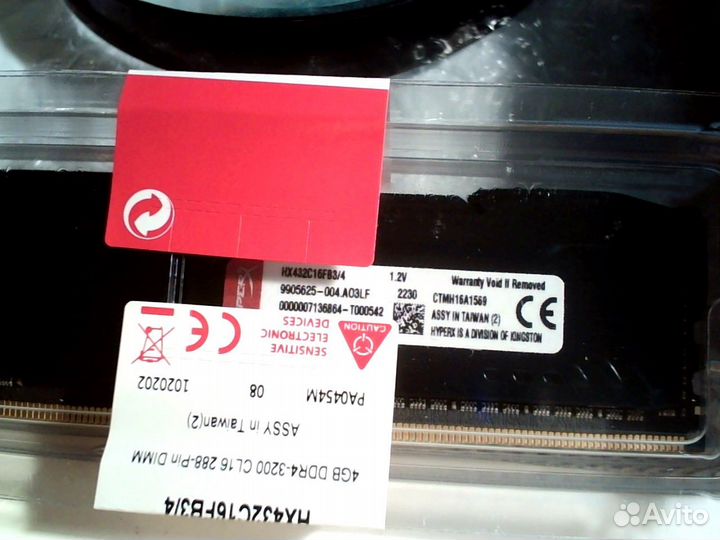 HX432C16FB3/4 1.2V Warranty Void If Removed
9905625-004.A03LF 2230 CTMH16A1569
0000007136864-T000542 ASSY IN TAIWAN (2)
HYPERX IS A DIVISION OF KINGSTON
CE
HX432C16FB3/4
4GB DDR4-3200 CL16 288-Pin DIMM
ASSY in Taiwan(2)
PA0454M 08 1020202
CAUTION
SENSITIVE
ELECTRONIC
DEVICES
CE
Avito